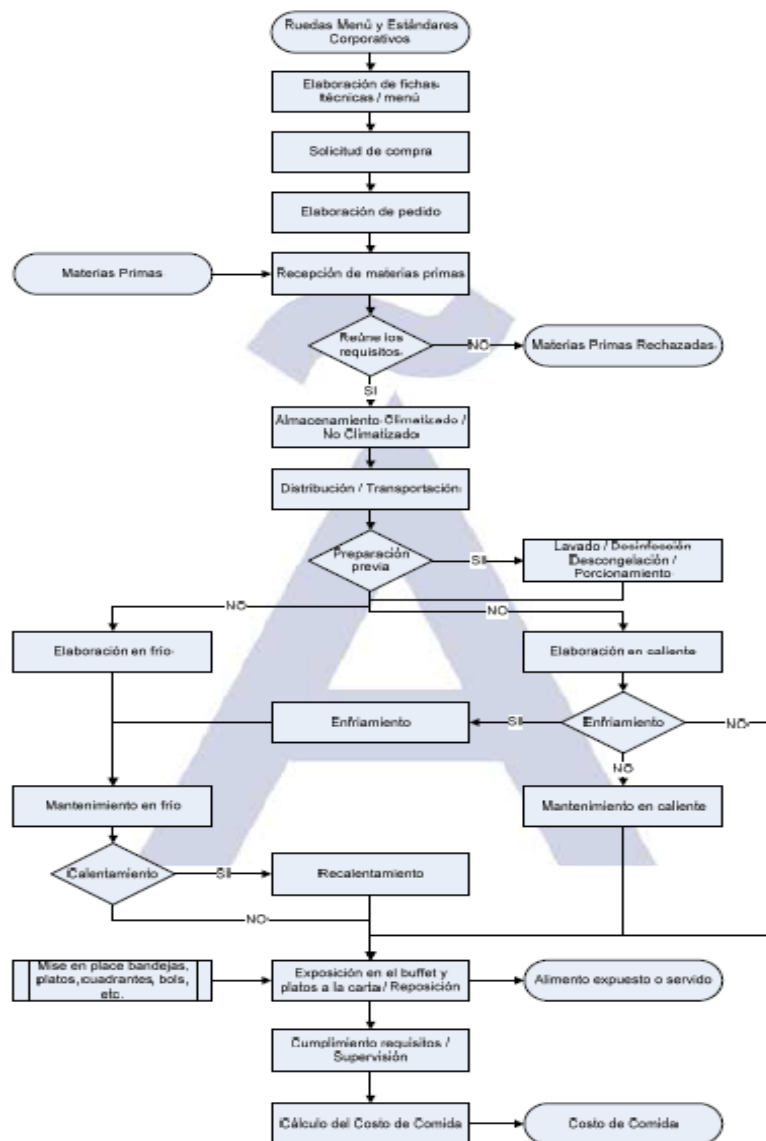 Ruedas Menú y Estándares
Corporativos
Elaboración de fichas
técnicas / menú
Solicitud de compra
Elaboración de pedido
Materias Primas
Recepción de materias primas
Reúne los
requisitos
NO
Materias Primas Rechazadas
SI
Almacenamiento Climatizado /
No Climatizado
Distribución / Transportación
Preparación
previa
SI
Lavado / Desinfección
Descongelación /
Porcionamiento
NO
NO
Elaboración en frío
Elaboración en caliente
Enfriamiento
SI
Enfriamiento
NO
NO
Mantenimiento en frío
Mantenimiento en caliente
Calentamiento
SI
Recalentamiento
NO
Mise en place bandejas,
platos, cuadrantes, bols,
etc.
Exposición en el buffet y
platos a la carta / Reposición
Alimento expuesto o servido
Cumplimiento requisitos /
Supervisión
Cálculo del Costo de Comida
Costo de Comida
Ã